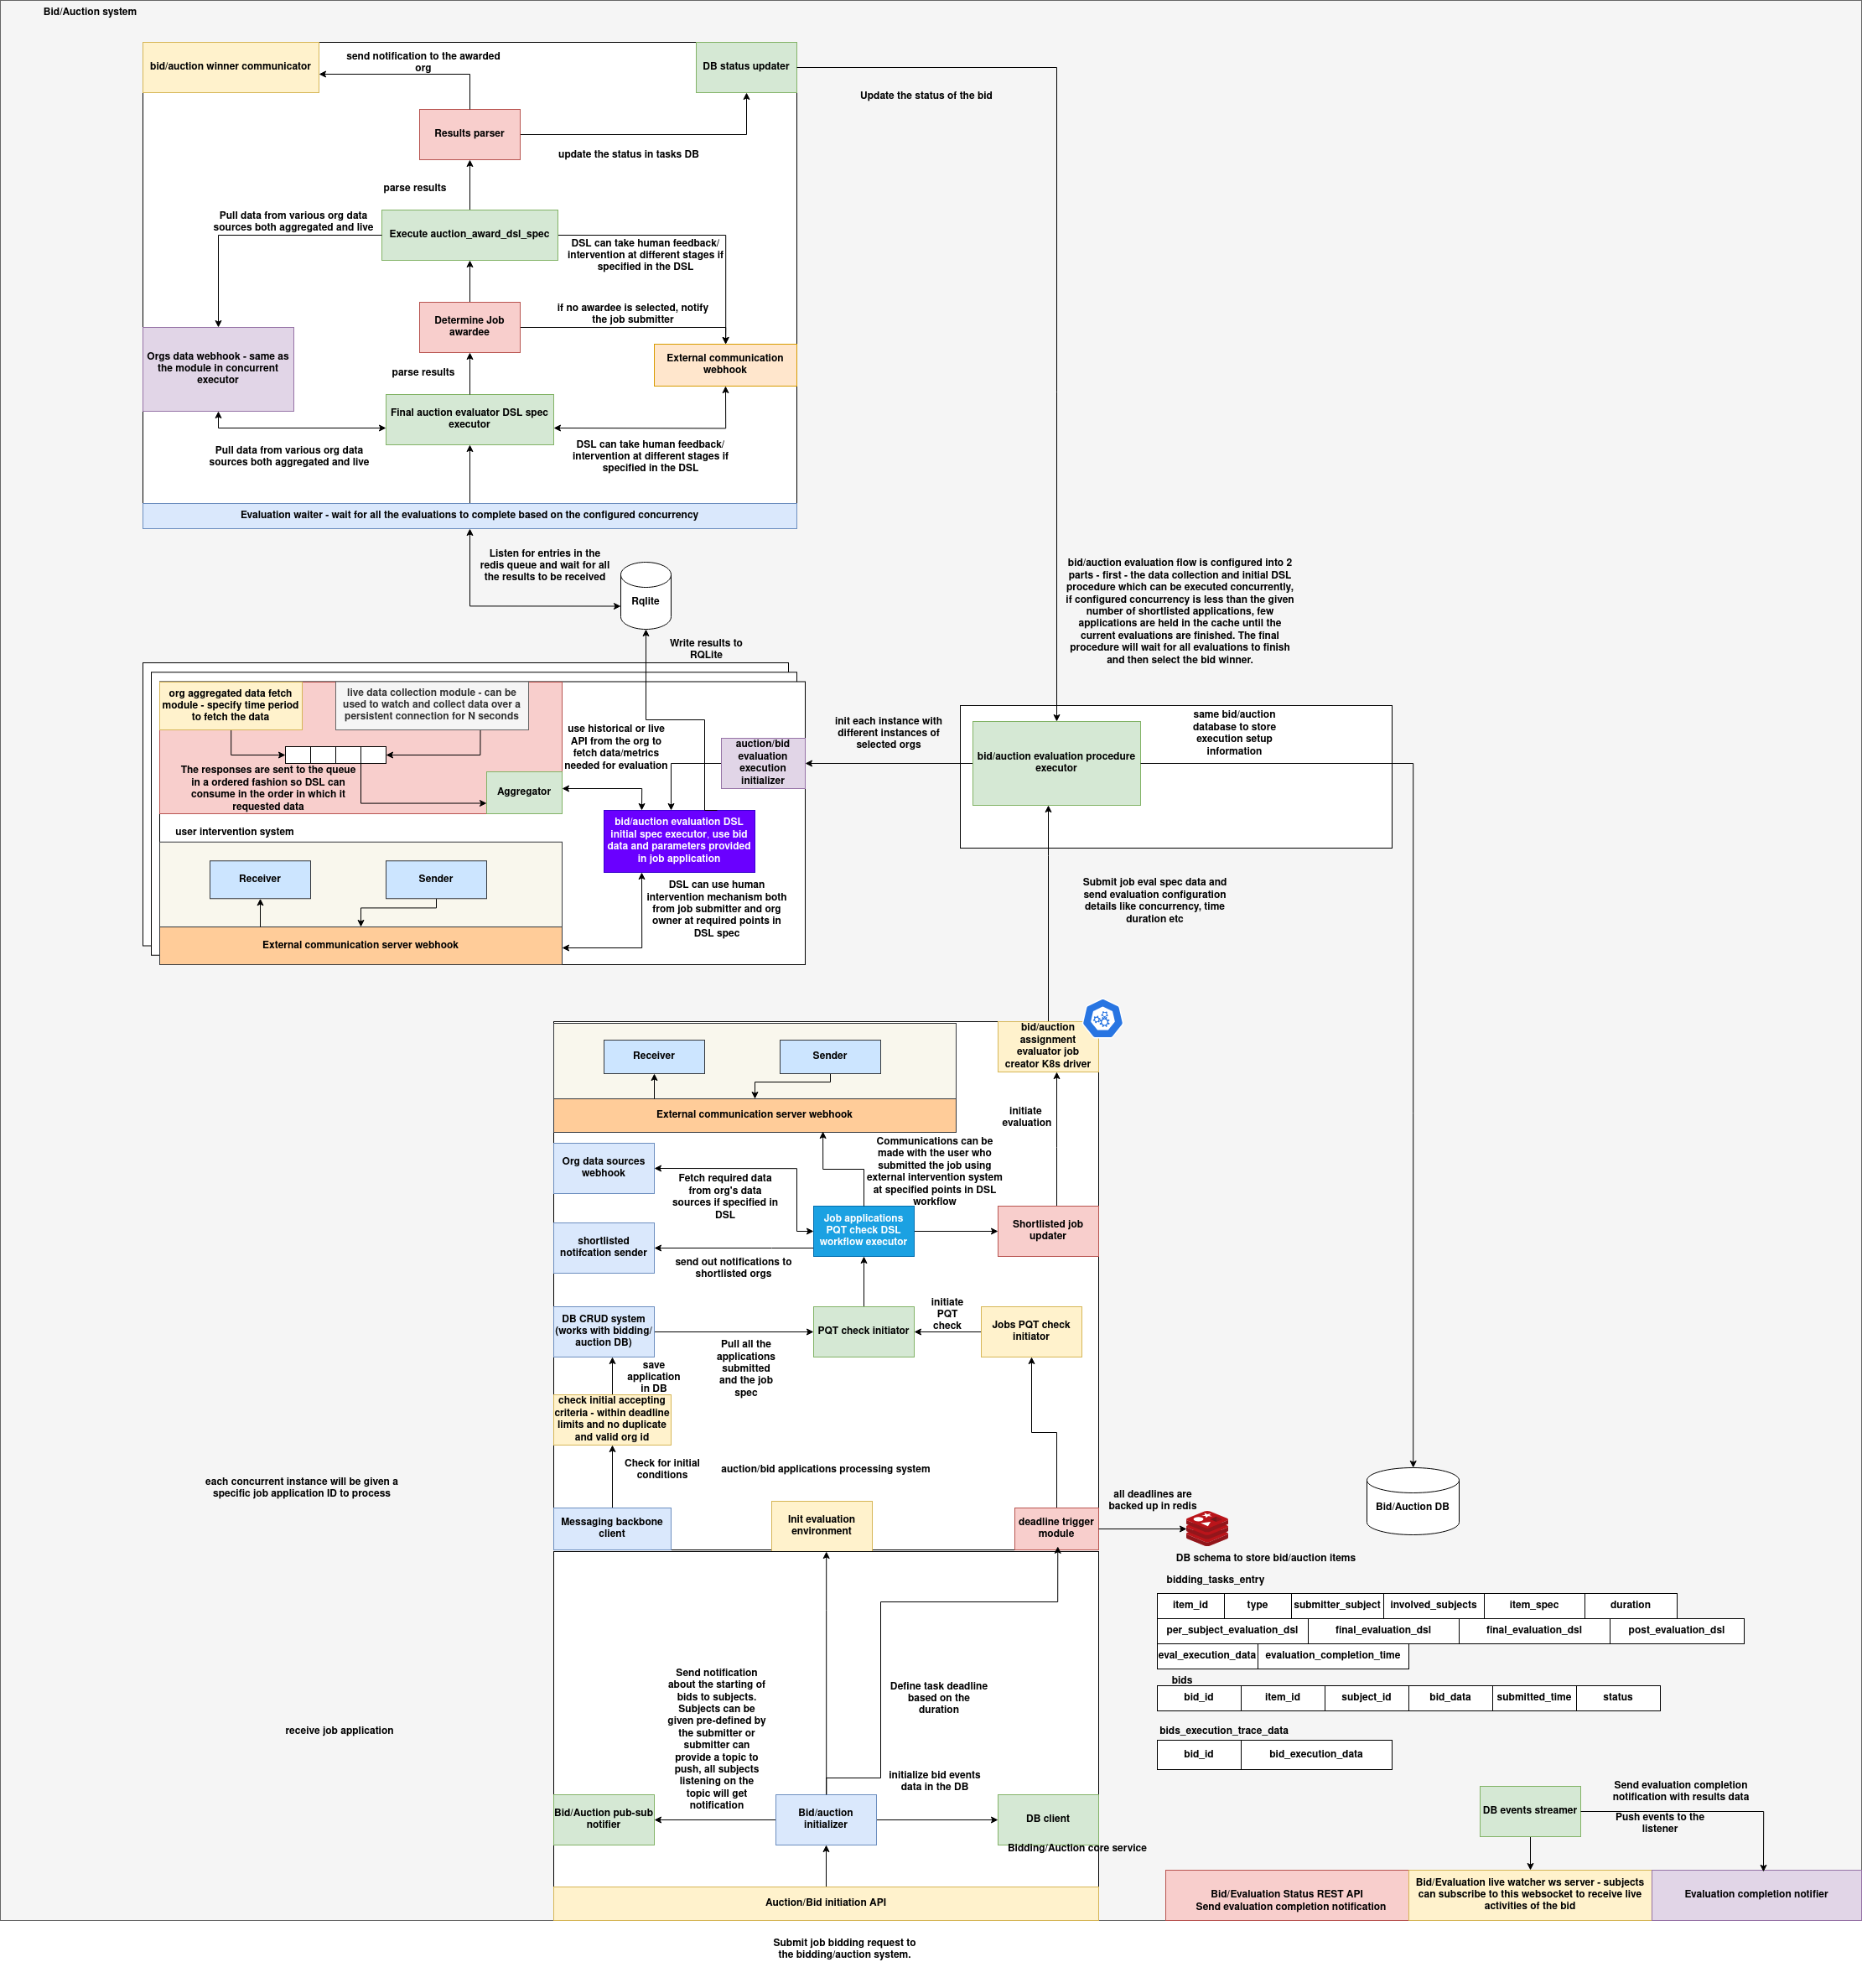 Bid/Auction system
bid/auction winner communicator
send notification to the awarded
org
DB status updater
Update the status of the bid
Results parser
update the status in tasks DB
parse results
Pull data from various org data
sources both aggregated and live
Execute auction_award_dsl_spec
DSL can take human feedback/
intervention at different stages if
specified in the DSL
Determine Job
awardee
if no awardee is selected, notify
the job submitter
Orgs data webhook - same as
the module in concurrent
executor
External communication
webhook
parse results
Final auction evaluator DSL spec
executor
Pull data from various org data
sources both aggregated and live
DSL can take human feedback/
intervention at different stages if
specified in the DSL
Evaluation waiter - wait for all the evaluations to complete based on the configured concurrency
Listen for entries in the
redis queue and wait for all
the results to be received
Rqlite
Write results to
RQLite
bid/auction evaluation flow is configured into 2
parts - first - the data collection and initial DSL
procedure which can be executed concurrently,
if configured concurrency is less than the given
number of shortlisted applications, few
applications are held in the cache until the
current evaluations are finished. The final
procedure will wait for all evaluations to finish
and then select the bid winner.
org aggregated data fetch
module - specify time period
to fetch the data
live data collection module - can be
used to watch and collect data over a
persistent connection for N seconds
The responses are sent to the queue
in a ordered fashion so DSL can
consume in the order in which it
requested data
Aggregator
use historical or live
API from the org to
fetch data/metrics
needed for evaluation
auction/bid
evaluation
execution
initializer
init each instance with
different instances of
selected orgs
bid/auction evaluation procedure
executor
same bid/auction
database to store
execution setup
information
user intervention system
bid/auction evaluation DSL
initial spec executor, use bid
data and parameters provided
in job application
Receiver
Sender
External communication server webhook
DSL can use human
intervention mechanism both
from job submitter and org
owner at required points in
DSL spec
Submit job eval spec data and
send evaluation configuration
details like concurrency, time
duration etc
Receiver
Sender
External communication server webhook
bid/auction
assignment
evaluator job
creator K8s driver
initiate
evaluation
Org data sources
webhook
Fetch required data
from org's data
sources if specified in
DSL
Communications can be
made with the user who
submitted the job using
external intervention system
at specified points in DSL
workflow
Job applications
PQT check DSL
workflow executor
Shortlisted job
updater
shortlisted
notifcation sender
send out notifications to
shortlisted orgs
DB CRUD system
(works with bidding/
auction DB)
PQT check initiator
initiate
PQT
check
Jobs PQT check
initiator
save
application
in DB
Pull all the
applications
submitted
and the job
spec
check initial accepting
criteria - within deadline
limits and no duplicate
and valid org id
Check for initial
conditions
auction/bid applications processing system
each concurrent instance will be given a
specific job application ID to process
Messaging backbone
client
Init evaluation
environment
deadline trigger
module
all deadlines are
backed up in redis
Bid/Auction DB
DB schema to store bid/auction items
bidding_tasks_entry
item_id type submitter_subject involved_subjects item_spec duration
per_subject_evaluation_dsl final_evaluation_dsl final_evaluation_dsl post_evaluation_dsl
eval_execution_data evaluation_completion_time
bids
bid_id item_id subject_id bid_data submitted_time status
bids_execution_trace_data
bid_id bid_execution_data
receive job application
Send notification
about the starting of
bids to subjects.
Subjects can be
given pre-defined by
the submitter or
submitter can
provide a topic to
push, all subjects
listening on the
topic will get
notification
Define task deadline
based on the
duration
initialize bid events
data in the DB
Bid/Auction pub-sub
notifier
Bid/auction
initializer
DB client
Bidding/Auction core service
Auction/Bid initiation API
DB events streamer
Send evaluation completion
notification with results data
Push events to the
listener
Bid/Evaluation Status REST API
Send evaluation completion notification
Bid/Evaluation live watcher ws server - subjects
can subscribe to this websocket to receive live
activities of the bid
Evaluation completion notifier
Submit job bidding request to
the bidding/auction system.